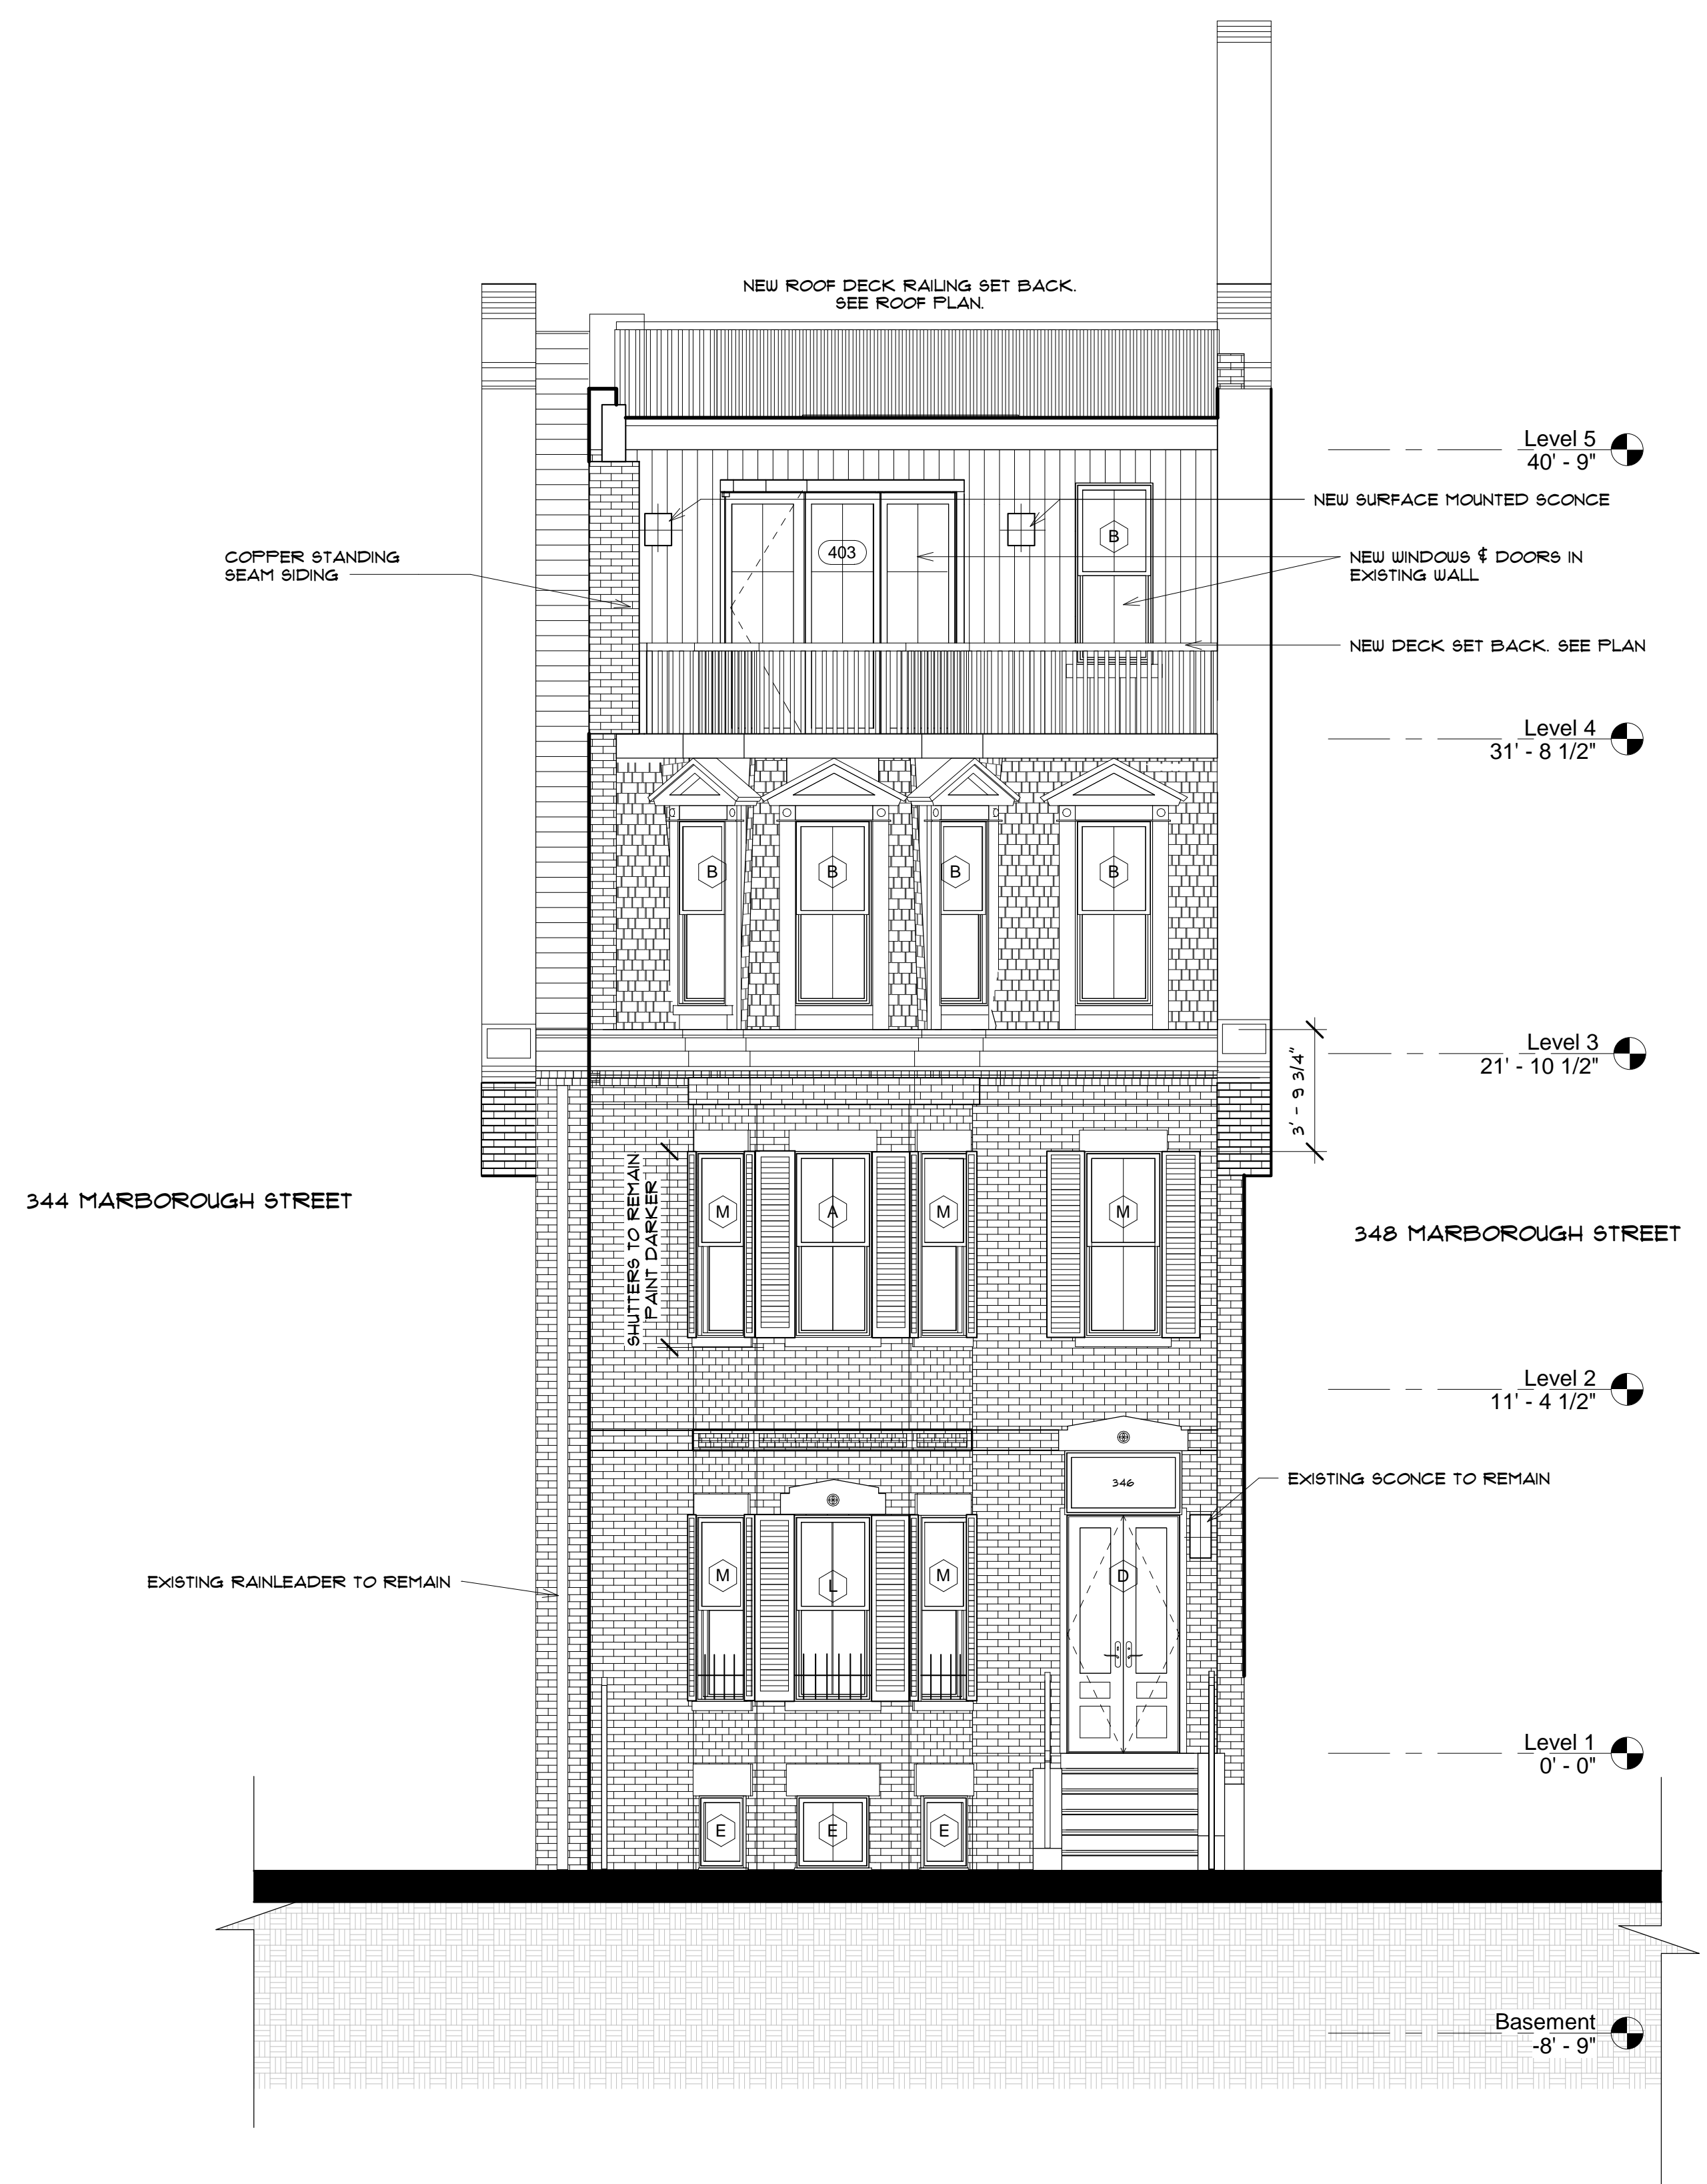 NEW ROOF DECK RAILING SET BACK.
SEE ROOF PLAN.
Level 5
40' - 9"
NEW SURFACE MOUNTED SCONCE
B
403
COPPER STANDING
SEAM SIDING
NEW WINDOWS & DOORS IN
EXISTING WALL
NEW DECK SET BACK. SEE PLAN
Level 4
31' - 8 1/2"
B
B
B
B
Level 3
21' - 10 1/2"
3' - 9 3/4"
SHUTTERS TO REMAIN
PAINT DARKER
344 MARBOROUGH STREET
M
A
M
M
348 MARBOROUGH STREET
Level 2
11' - 4 1/2"
346
EXISTING SCONCE TO REMAIN
EXISTING RAINLEADER TO REMAIN
M
L
M
D
Level 1
0' - 0"
E
E
E
Basement
-8' - 9"